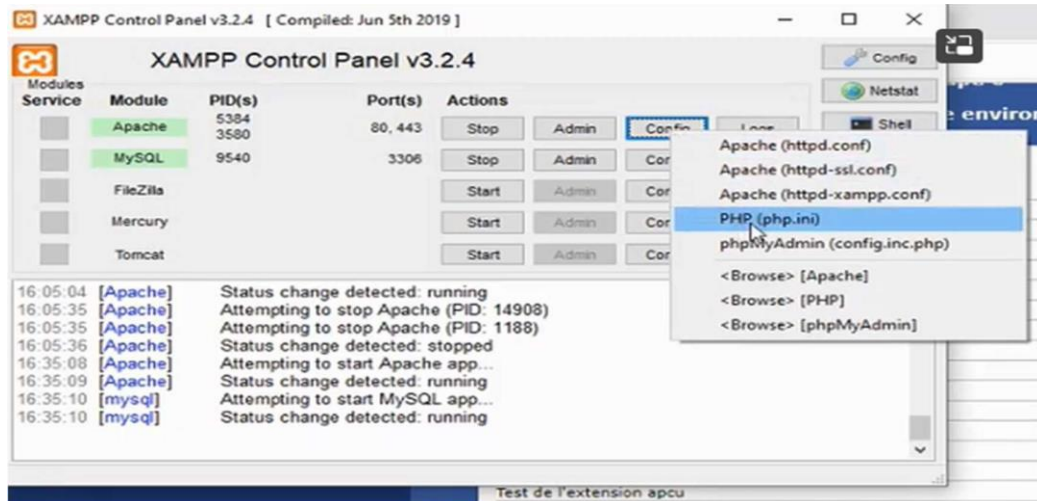 XAMPP Control Panel v3.2.4 [ Compiled: Jun 5th 2019 ]
XAMPP Control Panel v3.2.4
Config
Netstat
Shell
Modules
Service Module PID(s) Port(s) Actions
Apache 5384 3580 80, 443 Stop Admin Config Logs
MySQL 9540 3306 Stop Admin
FileZilla Start Admin
Mercury Start Admin
Tomcat Start Admin
Apache (httpd.conf)
Apache (httpd-ssl.conf)
Apache (httpd-xampp.conf)
PHP (php.ini)
phpMyAdmin (config.inc.php)
<Browse> [Apache]
<Browse> [PHP]
<Browse> [phpMyAdmin]
16:05:04 [Apache] Status change detected: running
16:05:35 [Apache] Attempting to stop Apache (PID: 14908)
16:05:35 [Apache] Attempting to stop Apache (PID: 1188)
16:05:36 [Apache] Status change detected: stopped
16:35:08 [Apache] Attempting to start Apache app...
16:35:09 [Apache] Status change detected: running
16:35:10 [mysql] Attempting to start MySQL app...
16:35:10 [mysql] Status change detected: running
Test de l'extension apcu